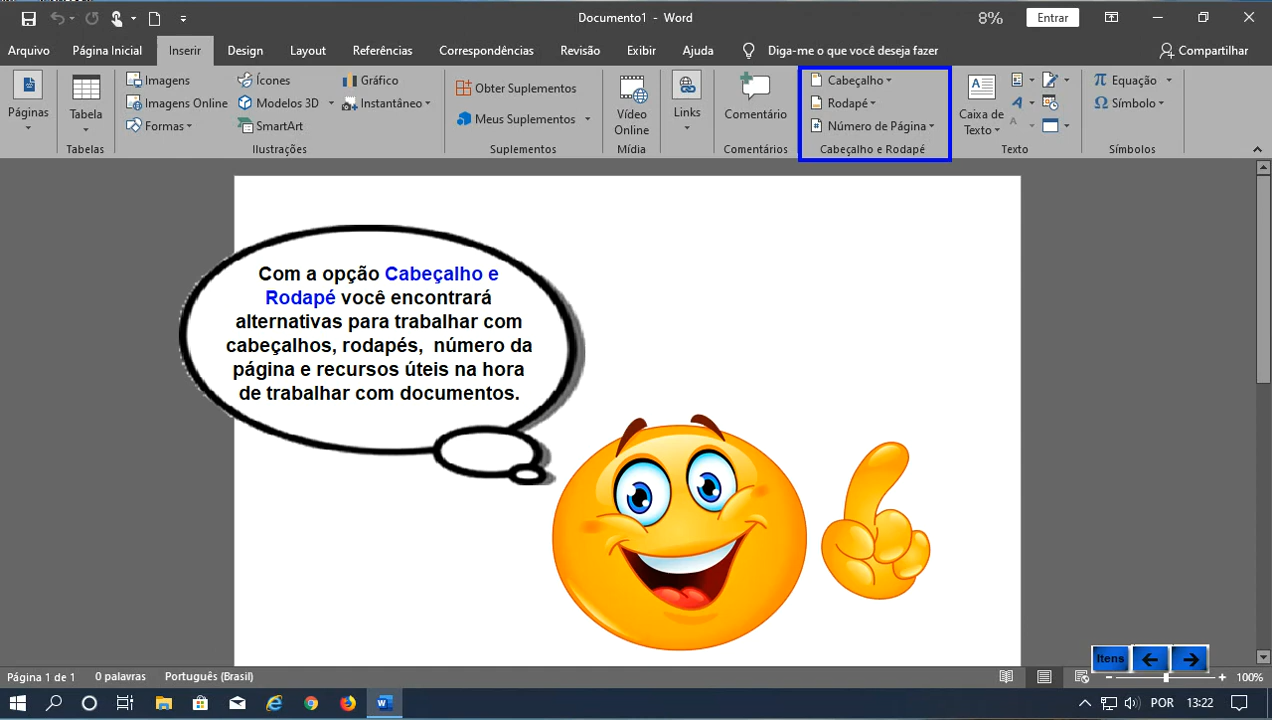 Documento1 - Word
8%
Entrar
Arquivo Página Inicial Inserir Design Layout Referências Correspondências Revisão Exibir Ajuda Diga-me o que você deseja fazer Compartilhar
Páginas
Tabela
Tabelas
Imagens
Imagens Online
Formas
Ícones
Modelos 3D
SmartArt
Gráfico
Instantâneo
Ilustrações
Obter Suplementos
Meus Suplementos
Suplementos
Vídeo
Online
Mídia
Links
Comentário
Comentários
Cabeçalho
Rodapé
Número de Página
Cabeçalho e Rodapé
Caixa de
Texto
Texto
Equação
Símbolo
Símbolos
Com a opção Cabeçalho e
Rodapé você encontrará
alternativas para trabalhar com
cabeçalhos, rodapés, número da
página e recursos úteis na hora
de trabalhar com documentos.
Itens
Página 1 de 1 0 palavras Português (Brasil) 100%
POR 13:22